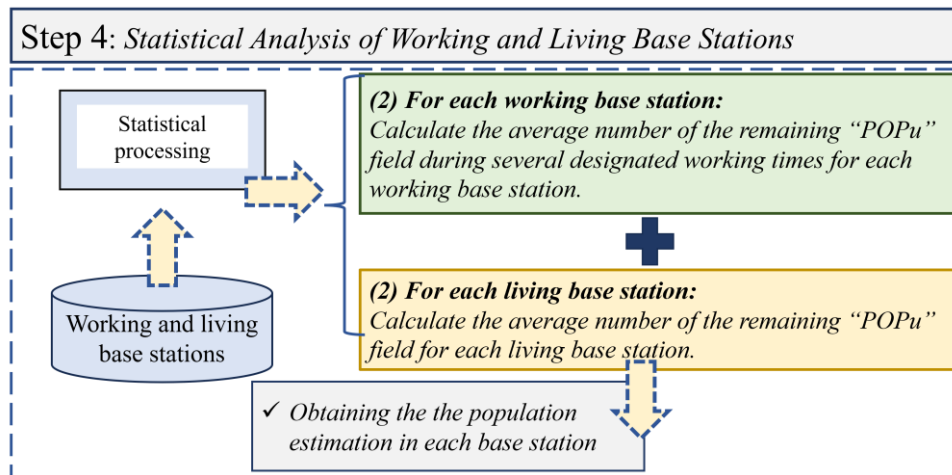 Step 4: Statistical Analysis of Working and Living Base Stations
Statistical
processing
Working and living
base stations
(2) For each working base station:
Calculate the average number of the remaining “POPu”
field during several designated working times for each
working base station.
(2) For each living base station:
Calculate the average number of the remaining “POPu”
field for each living base station.
✓ Obtaining the the population
estimation in each base station